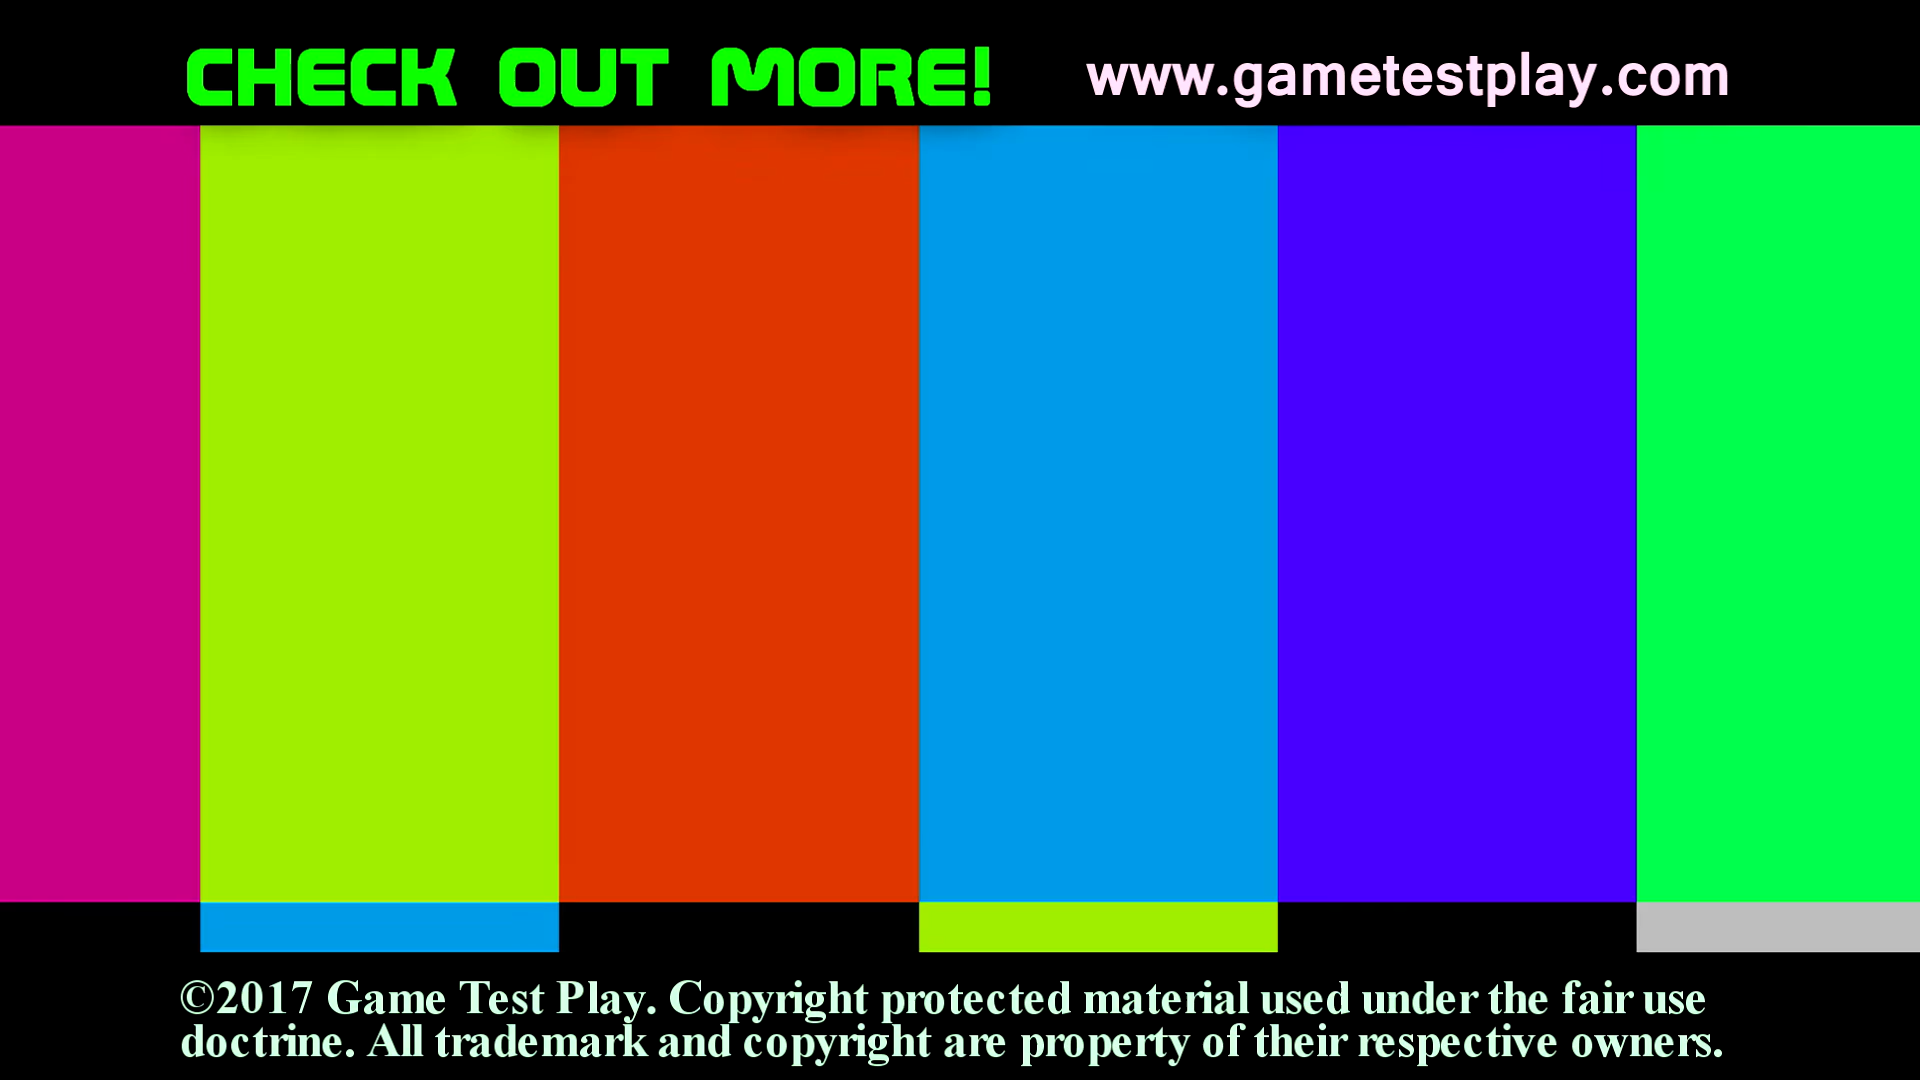 CHECK OUT MORE! www.gametestplay.com
©2017 Game Test Play. Copyright protected material used under the fair use
doctrine. All trademark and copyright are property of their respective owners.